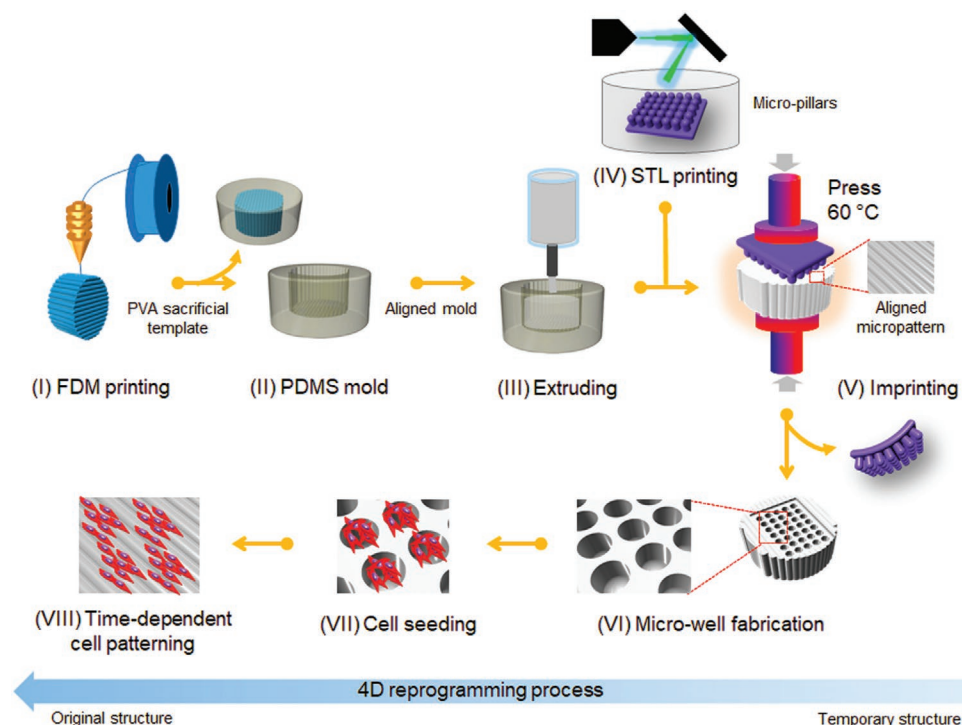 Micro-pillars
(IV) STL printing
Press
60 °C
PVA sacrificial
template
Aligned mold
Aligned
micropattern
(I) FDM printing
(II) PDMS mold
(III) Extruding
(V) Imprinting
(VIII) Time-dependent
cell patterning
(VII) Cell seeding
(VI) Micro-well fabrication
4D reprogramming process
Original structure
Temporary structure